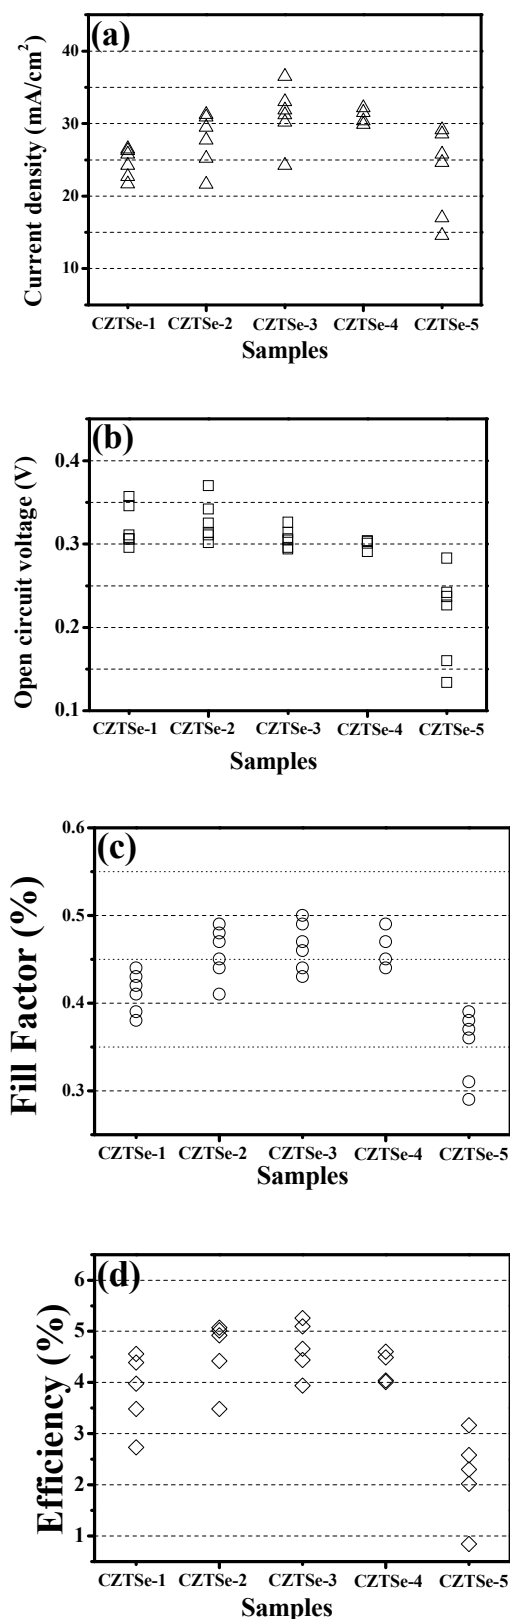 (a)
Current density (mA/cm²)
40
30
20
10
CZTSe-1 CZTSe-2 CZTSe-3 CZTSe-4 CZTSe-5
Samples
(b)
Open circuit voltage (V)
0.4
0.3
0.2
0.1
CZTSe-1 CZTSe-2 CZTSe-3 CZTSe-4 CZTSe-5
Samples
(c)
Fill Factor (%)
0.6
0.5
0.4
0.3
CZTSe-1 CZTSe-2 CZTSe-3 CZTSe-4 CZTSe-5
Samples
(d)
Efficiency (%)
6
5
4
3
2
1
CZTSe-1 CZTSe-2 CZTSe-3 CZTSe-4 CZTSe-5
Samples